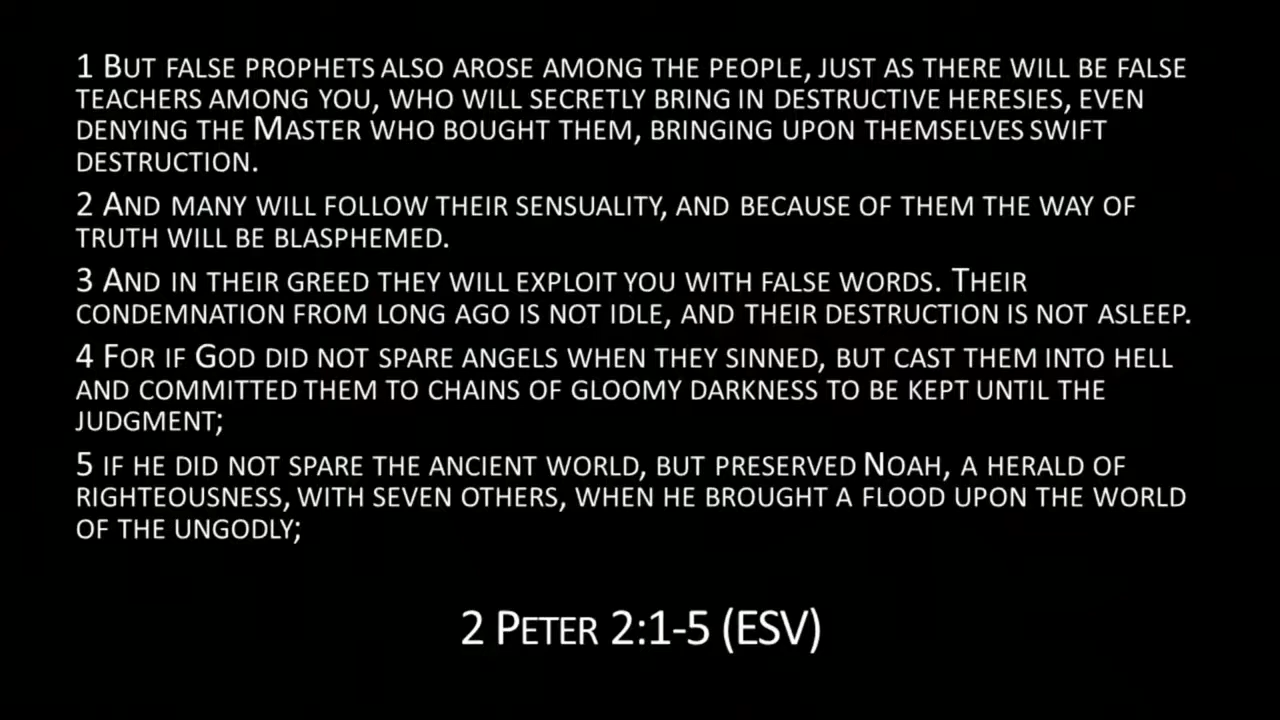 1 But false prophets also arose among the people, just as there will be false
teachers among you, who will secretly bring in destructive heresies, even
denying the Master who bought them, bringing upon themselves swift
destruction.
2 And many will follow their sensuality, and because of them the way of
truth will be blasphemed.
3 And in their greed they will exploit you with false words. Their
condemnation from long ago is not idle, and their destruction is not asleep.
4 For if God did not spare angels when they sinned, but cast them into hell
and committed them to chains of gloomy darkness to be kept until the
judgment;
5 if he did not spare the ancient world, but preserved Noah, a herald of
righteousness, with seven others, when he brought a flood upon the world
of the ungodly;
2 Peter 2:1-5 (ESV)